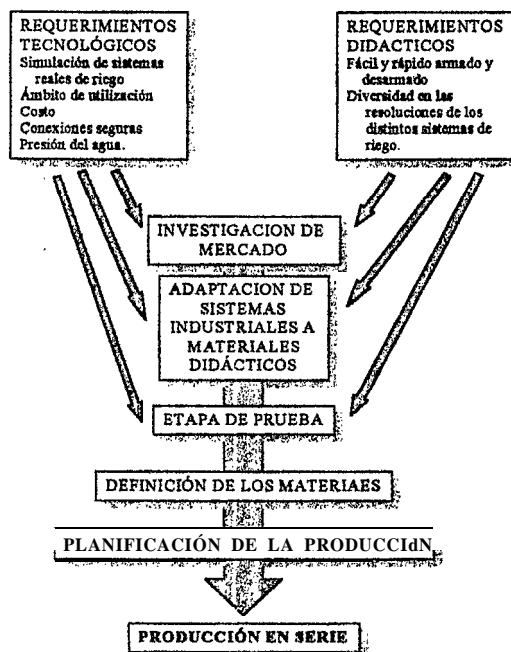 REQUERIMIENTOS
TECNOLÓGICOS
Simulación de sistemas
reales de riego
Ámbito de utilización
Costo
Conexiones seguras
Presión del agua.
REQUERIMIENTOS
DIDACTICOS
Fácil y rápido armado y
desarmado
Diversidad en las
resoluciones de los
distintos sistemas de
riego.
INVESTIGACION DE
MERCADO
ADAPTACION DE
SISTEMAS
INDUSTRIALES A
MATERIALES
DIDÁCTICOS
ETAPA DE PRUEBA
DEFINICIÓN DE LOS MATERIAES
PLANIFICACIÓN DE LA PRODUCCIdN
PRODUCCIÓN EN SERIE